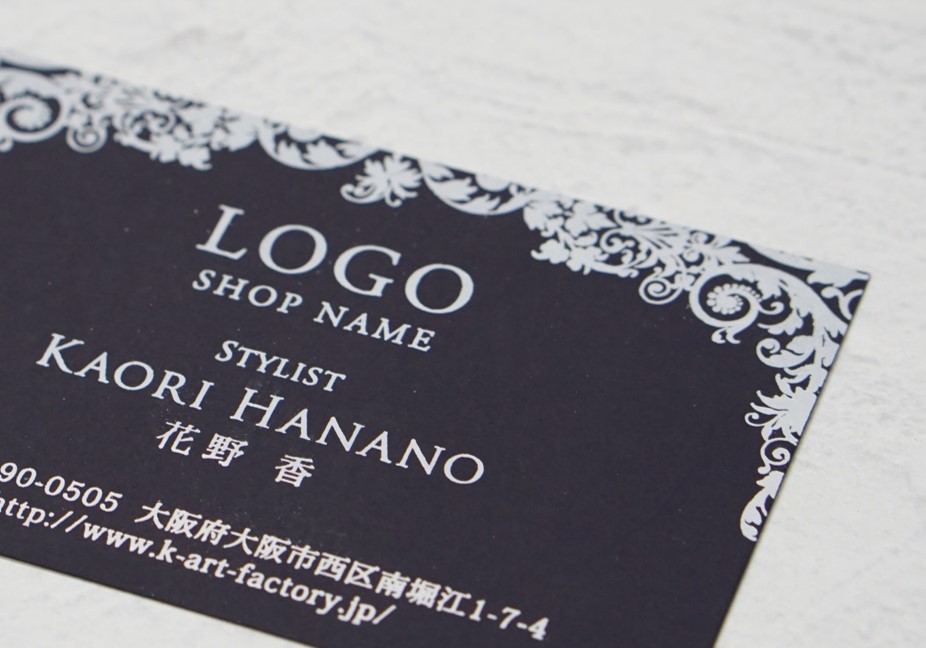 LOGO
SHOP NAME
STYLIST
KAORI HANANO
花野 香
90-0505 大阪府大阪市西区南堀江1-7-4
http://www.k-art-factory.jp/